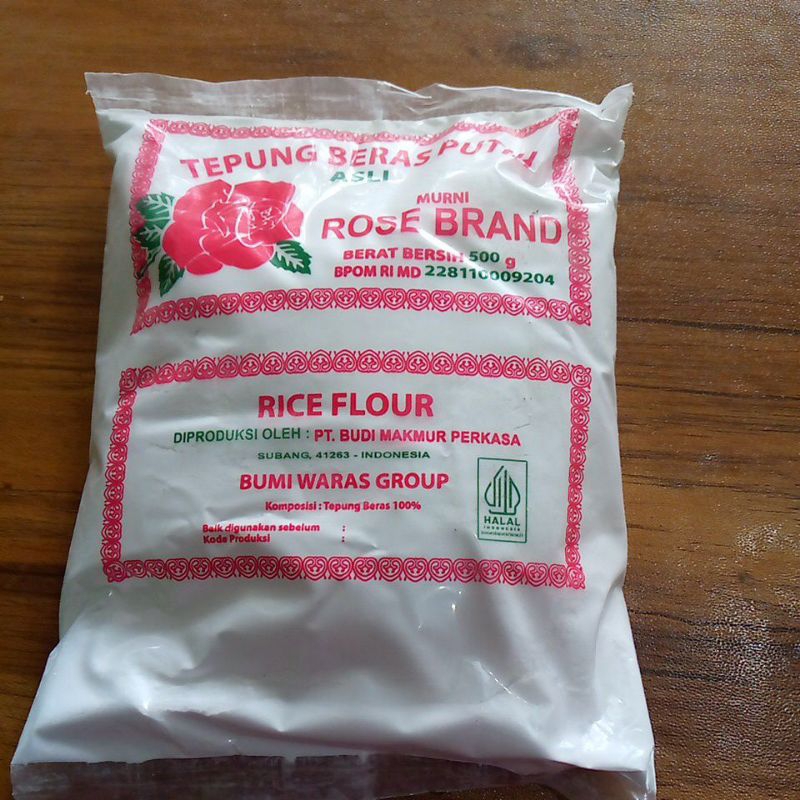 TEPUNG BERAS
ASLI
MURNI
ROSE BRAND
BERAT BERSIH 500 g
BPOM RI MD 228110009204
RICE FLOUR
DIPRODUKSI OLEH : PT. BUDI MAKMUR PERKASA
SUBANG, 41263 - INDONESIA
BUMI WARAS GROUP
Komposisi : Tepung Beras 100%
Baik digunakan sebelum :
Kode Produksi :
HALAL
INDONESIA